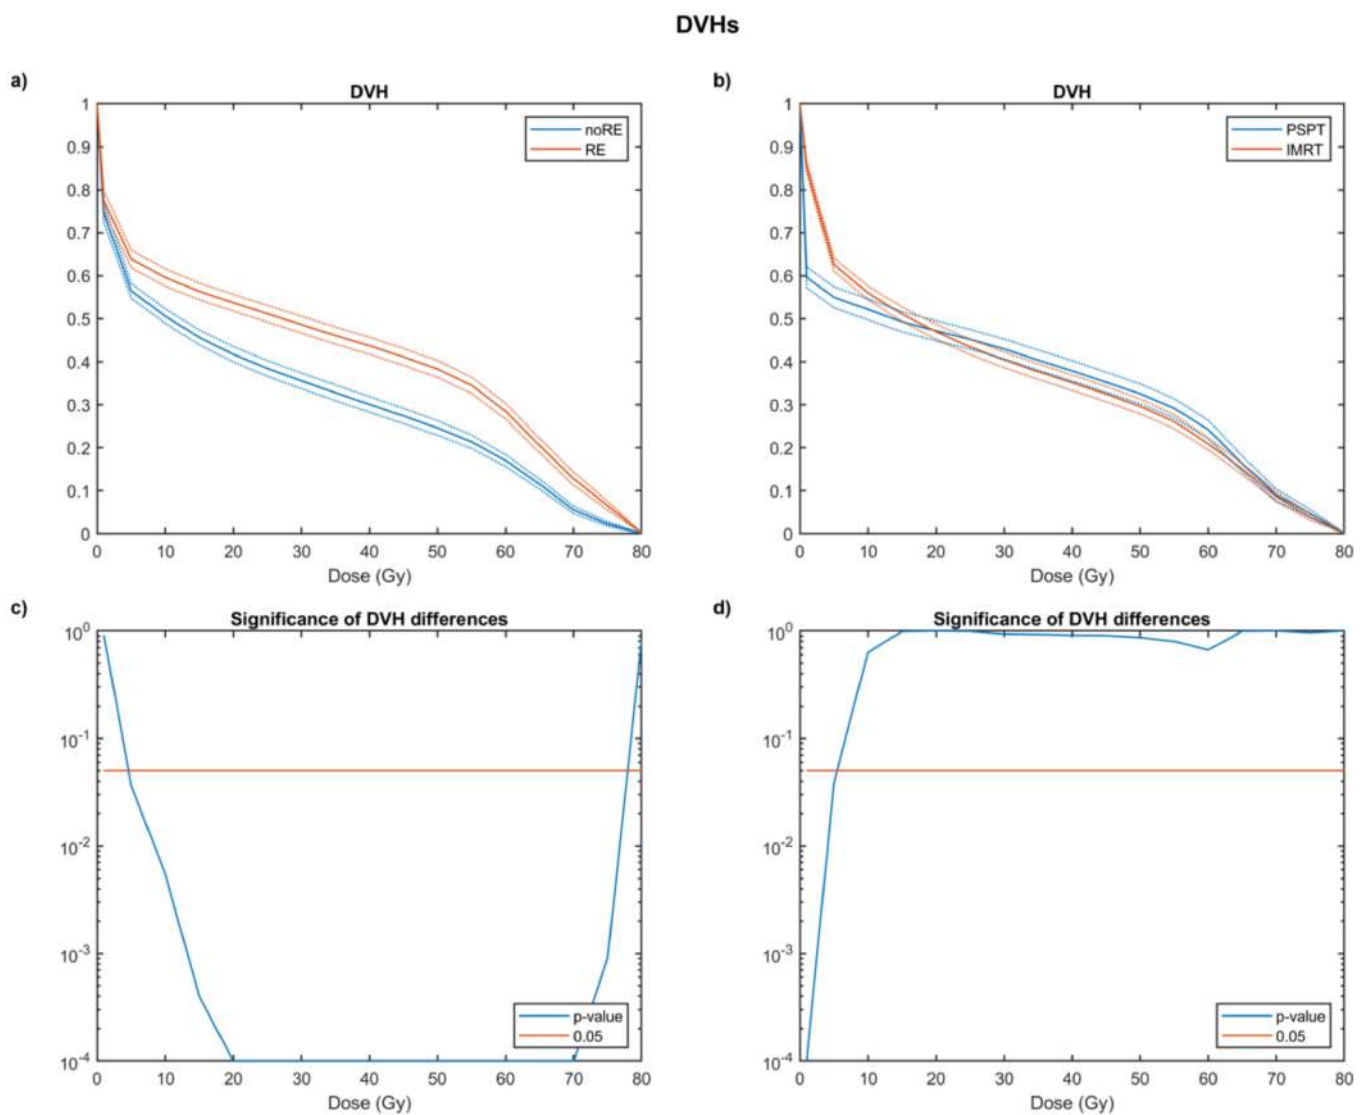 DVHs
a)
DVH
1
0.9
0.8
0.7
0.6
0.5
0.4
0.3
0.2
0.1
0
noRE
RE
0 10 20 30 40 50 60 70 80
Dose (Gy)
b)
DVH
1
0.9
0.8
0.7
0.6
0.5
0.4
0.3
0.2
0.1
0
PSPT
IMRT
0 10 20 30 40 50 60 70 80
Dose (Gy)
c)
Significance of DVH differences
10^0
10^-1
10^-2
10^-3
10^-4
p-value
0.05
0 10 20 30 40 50 60 70 80
Dose (Gy)
d)
Significance of DVH differences
10^0
10^-1
10^-2
10^-3
10^-4
p-value
0.05
0 10 20 30 40 50 60 70 80
Dose (Gy)